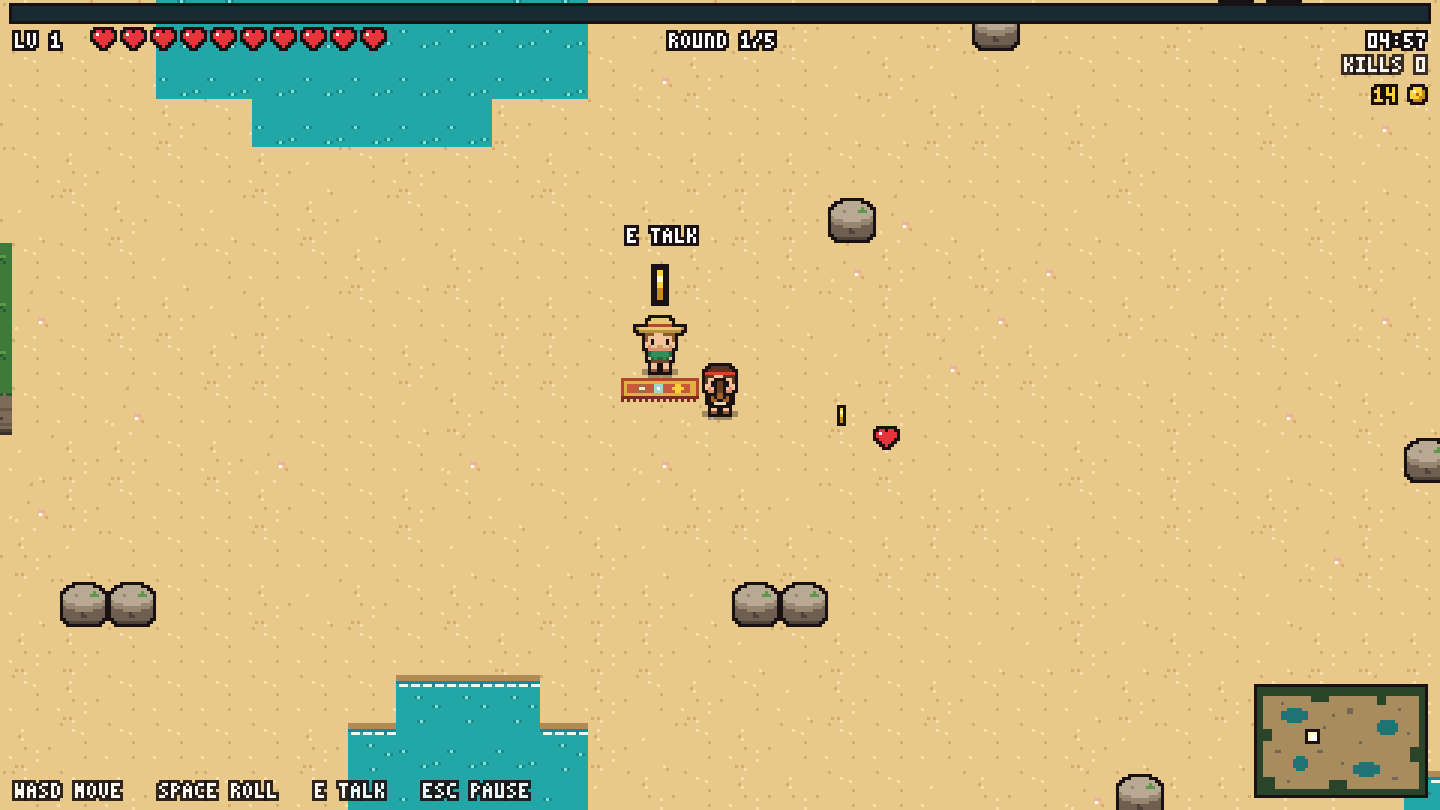 LV 1
ROUND 1/5
04:57
KILLS 0
14
E TALK
WASD MOVE SPACE ROLL E TALK ESC PAUSE